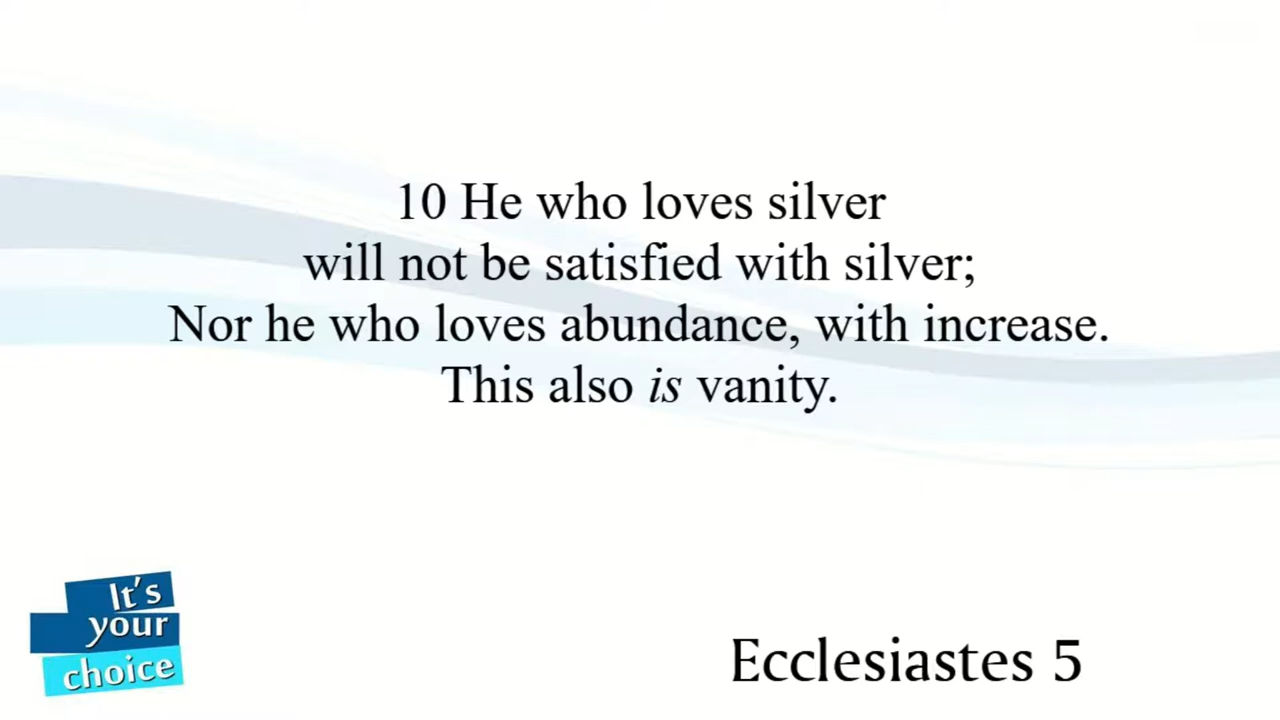 10 He who loves silver
will not be satisfied with silver;
Nor he who loves abundance, with increase.
This also is vanity.
It's
your
choice
Ecclesiastes 5